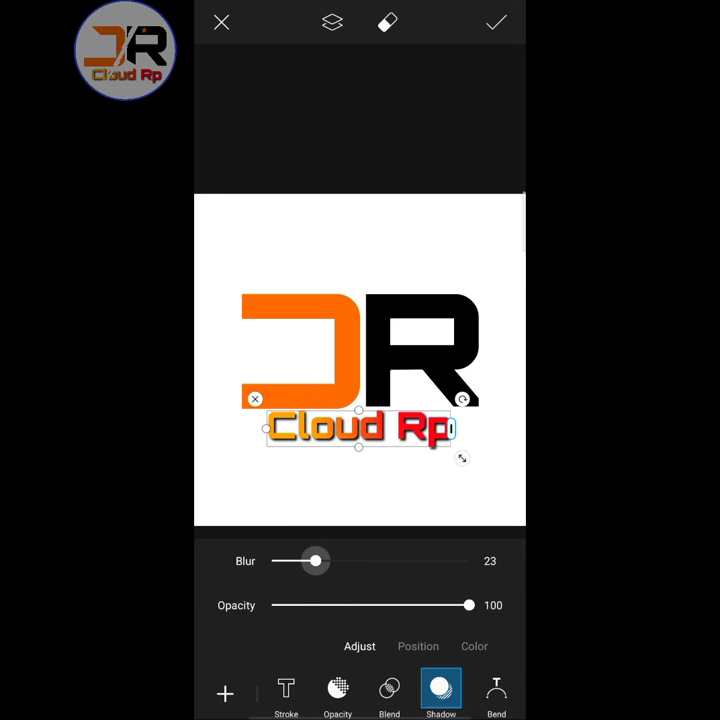 DR
Cloud Rp
DR
Cloud Rp
Blur 23
Opacity 100
Adjust Position Color
Stroke Opacity Blend Shadow Bend